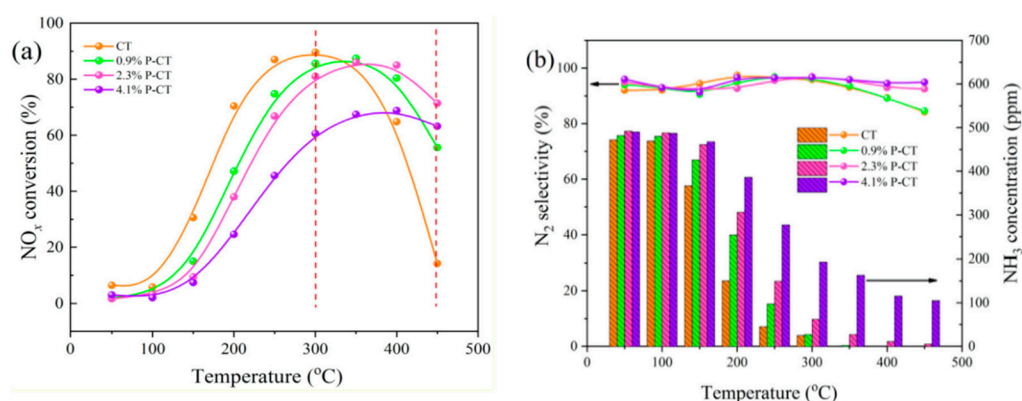 (a)
CT
0.9% P-CT
2.3% P-CT
4.1% P-CT
NOx conversion (%)
100
80
60
40
20
0
0 100 200 300 400 500
Temperature (°C)
(b)
CT
0.9% P-CT
2.3% P-CT
4.1% P-CT
N2 selectivity (%)
100
80
60
40
20
0
NH3 concentration (ppm)
700
600
500
400
300
200
100
0
0 100 200 300 400 500
Temperature (°C)